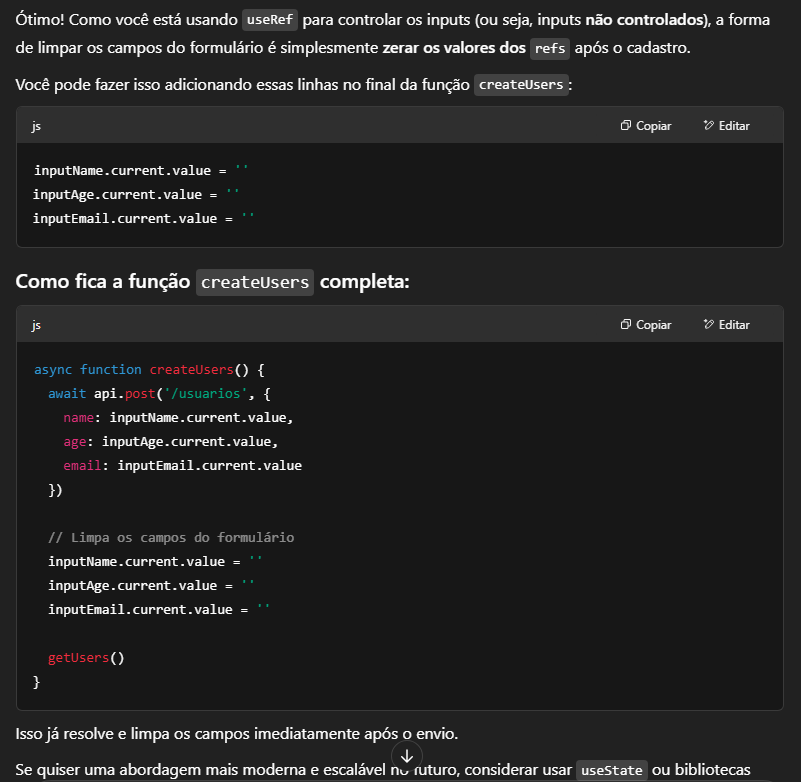 Ótimo! Como você está usando useRef para controlar os inputs (ou seja, inputs não controlados), a forma
de limpar os campos do formulário é simplesmente zerar os valores dos refs após o cadastro.
Você pode fazer isso adicionando essas linhas no final da função createUsers:
js Copiar Editar
inputName.current.value = ''
inputAge.current.value = ''
inputEmail.current.value = ''
Como fica a função createUsers completa:
js Copiar Editar
async function createUsers() {
  await api.post('/usuarios', {
    name: inputName.current.value,
    age: inputAge.current.value,
    email: inputEmail.current.value
  })
  // Limpa os campos do formulário
  inputName.current.value = ''
  inputAge.current.value = ''
  inputEmail.current.value = ''
  getUsers()
}
Isso já resolve e limpa os campos imediatamente após o envio.
Se quiser uma abordagem mais moderna e escalável no futuro, considerar usar useState ou bibliotecas